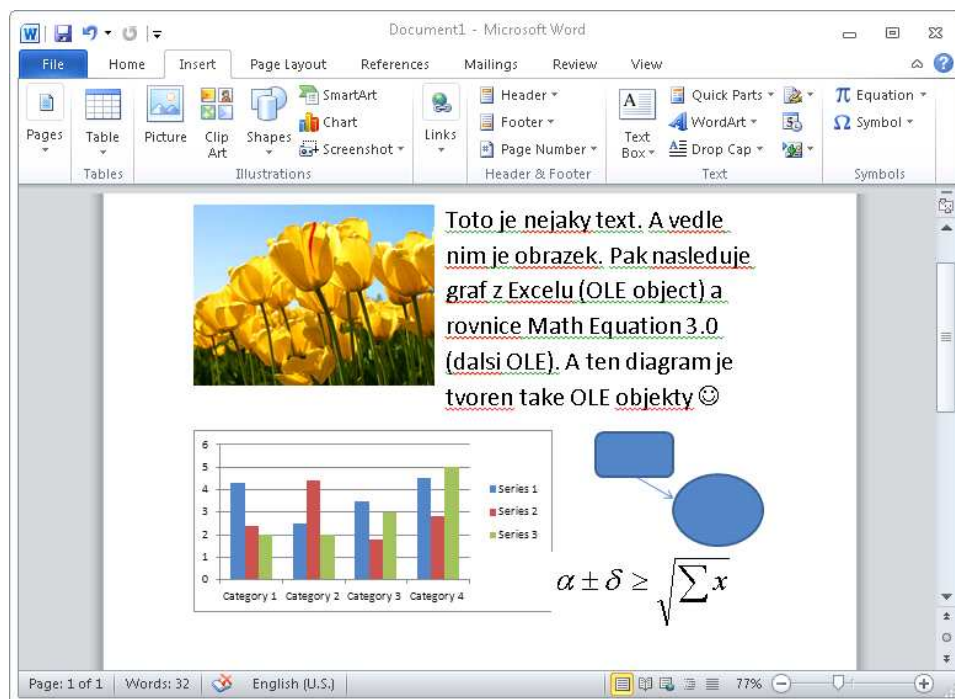 Document1 - Microsoft Word
File Home Insert Page Layout References Mailings Review View
Pages
Table
Tables
Picture
Clip Art
Shapes
SmartArt
Chart
Screenshot
Illustrations
Links
Header
Footer
Page Number
Header & Footer
Text Box
Quick Parts
WordArt
Drop Cap
Text
π Equation
Ω Symbol
Symbols
Toto je nejaky text. A vedle
nim je obrazek. Pak nasleduje
graf z Excelu (OLE object) a
rovnice Math Equation 3.0
(dalsi OLE). A ten diagram je
tvoren take OLE objekty ☺
6
5
4
3
2
1
0
Category 1 Category 2 Category 3 Category 4
Series 1
Series 2
Series 3
α ± δ ≥ √∑x
Page: 1 of 1 Words: 32 English (U.S.) 77%